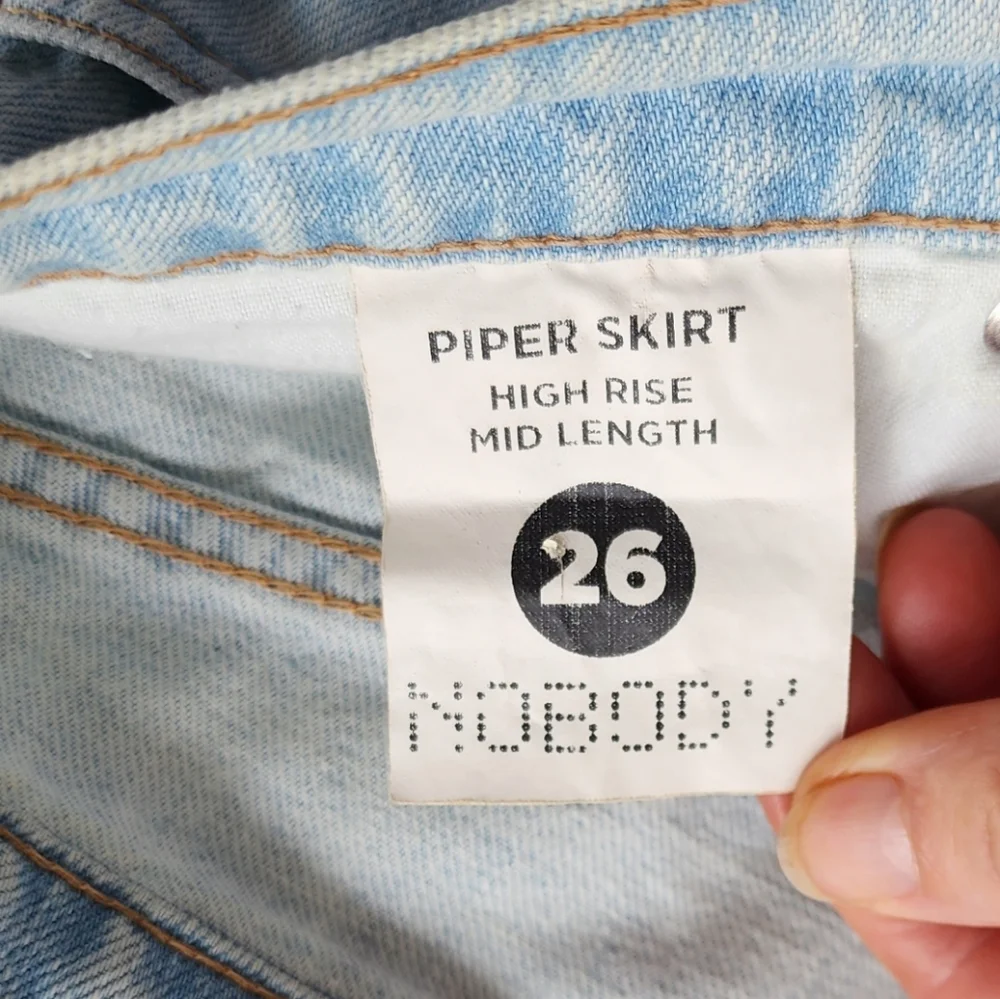 PIPER SKIRT
HIGH RISE
MID LENGTH
26
NOBODY